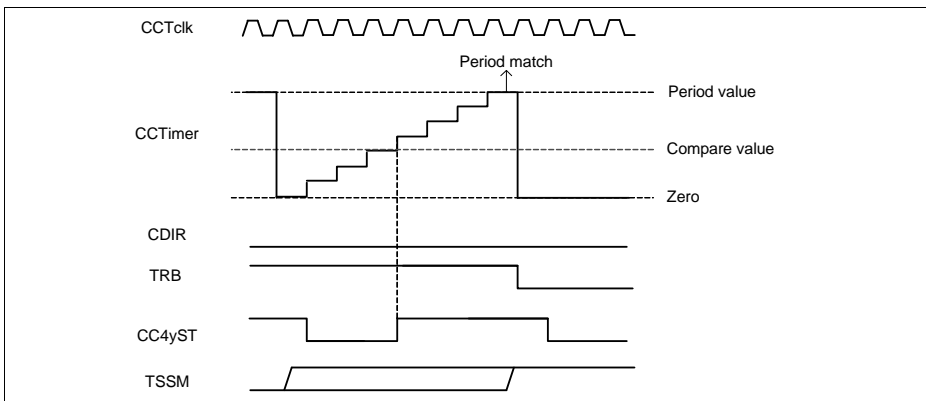 CCTclk
Period match
Period value
CCTimer
Compare value
Zero
CDIR
TRB
CC4yST
TSSM